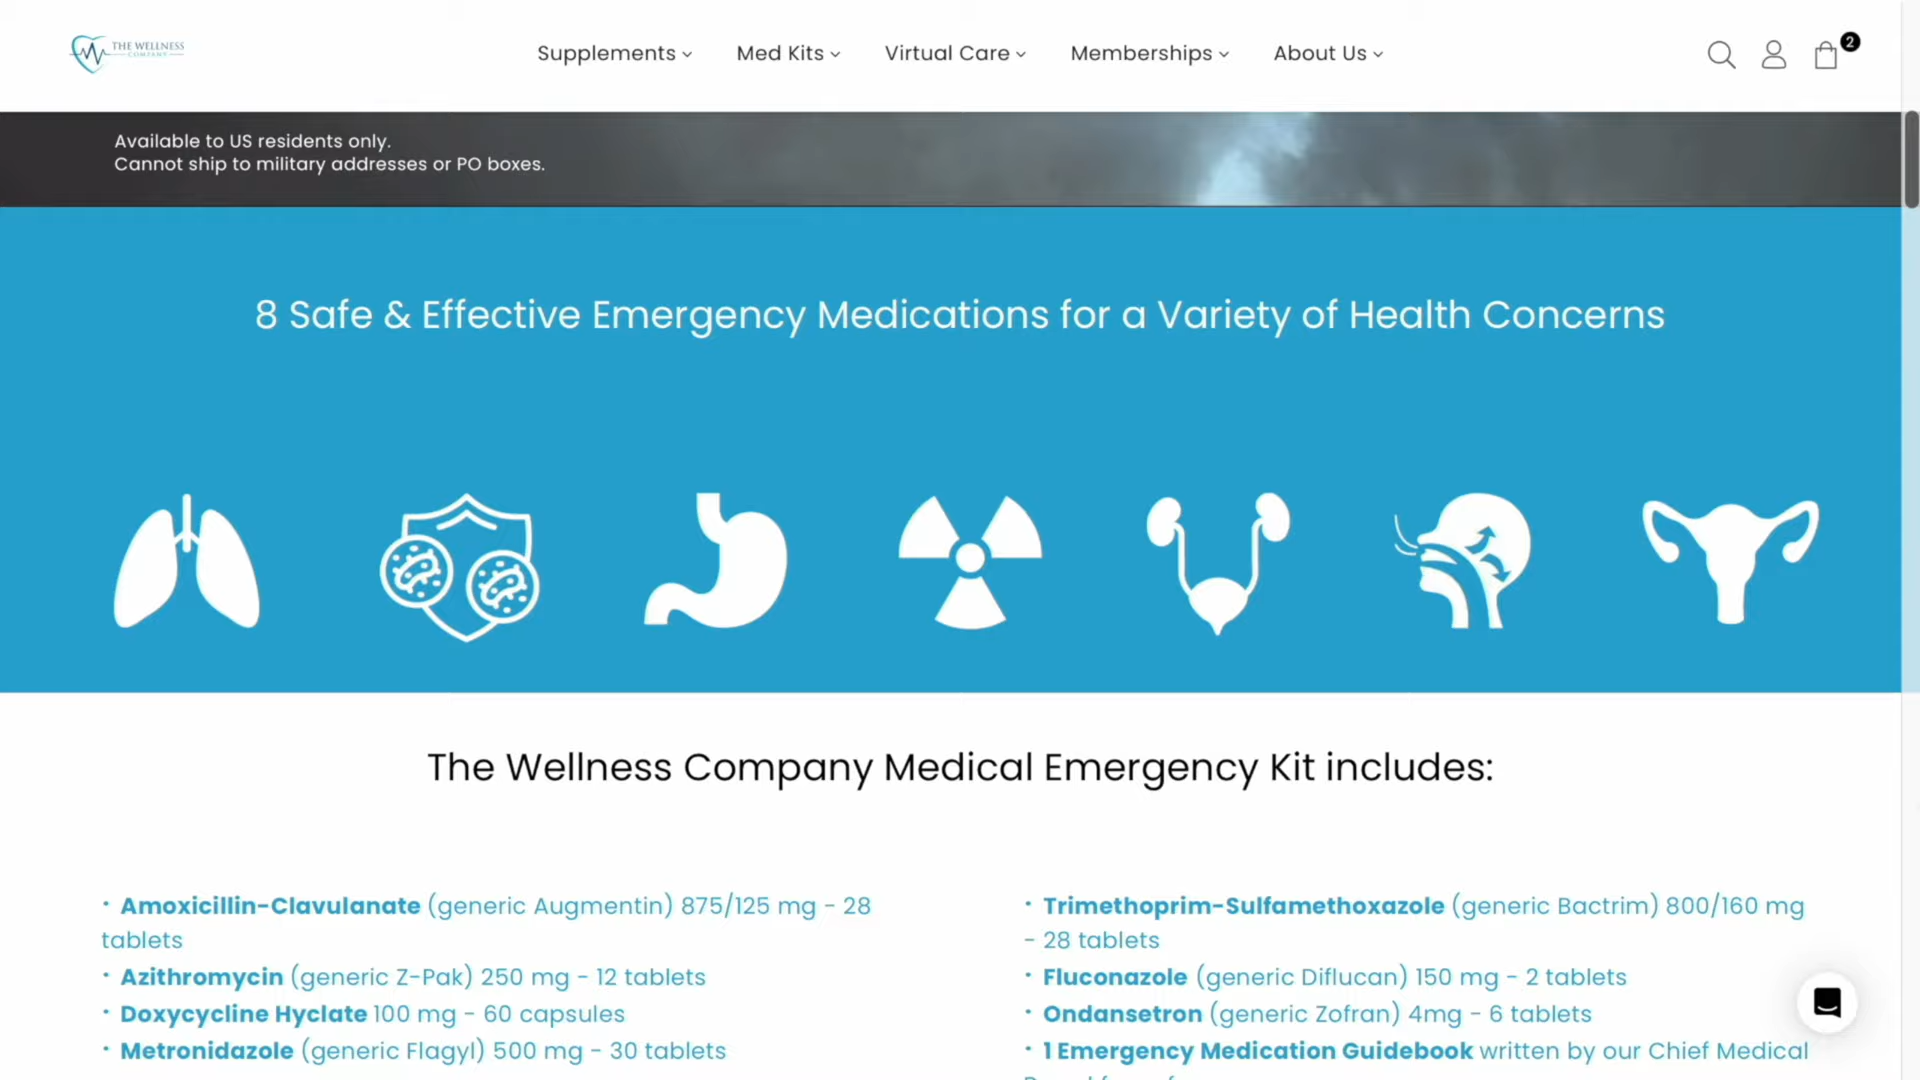 THE WELLNESS
COMPANY
Supplements
Med Kits
Virtual Care
Memberships
About Us
2
Available to US residents only.
Cannot ship to military addresses or PO boxes.
8 Safe & Effective Emergency Medications for a Variety of Health Concerns
The Wellness Company Medical Emergency Kit includes:
· Amoxicillin-Clavulanate (generic Augmentin) 875/125 mg - 28
tablets
· Azithromycin (generic Z-Pak) 250 mg - 12 tablets
· Doxycycline Hyclate 100 mg - 60 capsules
· Metronidazole (generic Flagyl) 500 mg - 30 tablets
· Trimethoprim-Sulfamethoxazole (generic Bactrim) 800/160 mg
- 28 tablets
· Fluconazole (generic Diflucan) 150 mg - 2 tablets
· Ondansetron (generic Zofran) 4mg - 6 tablets
· 1 Emergency Medication Guidebook written by our Chief Medical